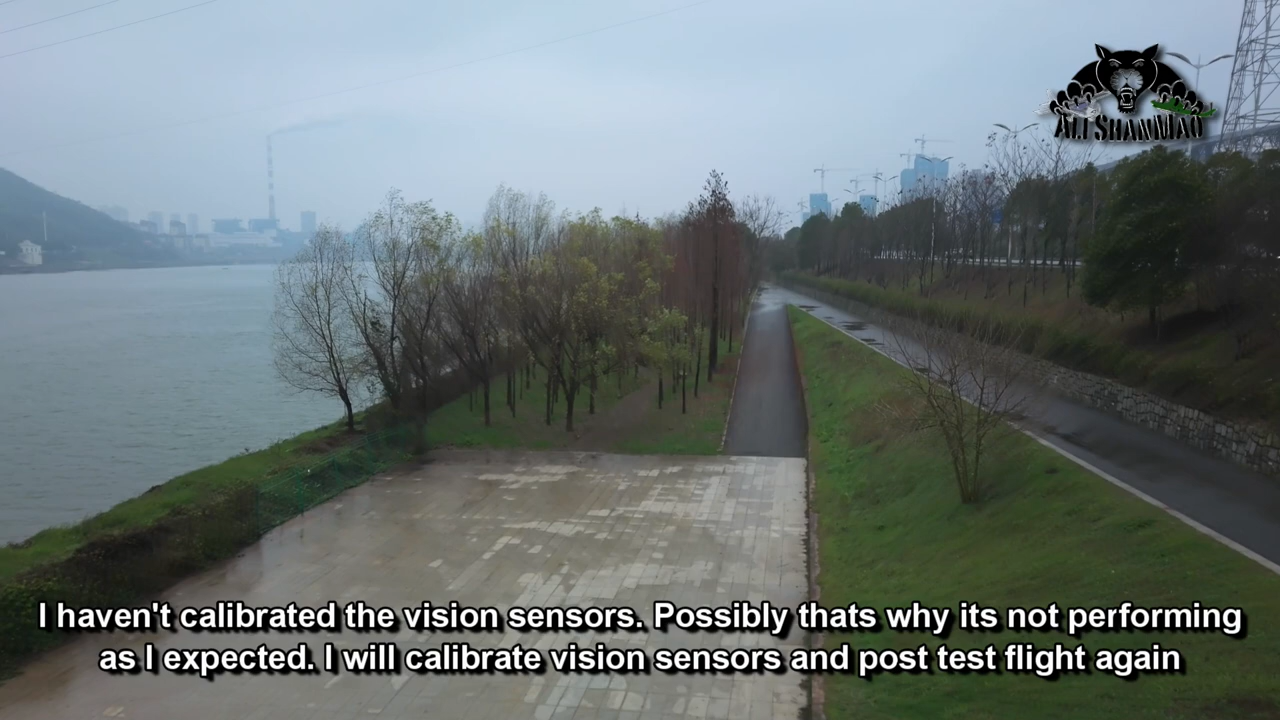 ALISHANMAO
I haven't calibrated the vision sensors. Possibly thats why its not performing
as I expected. I will calibrate vision sensors and post test flight again